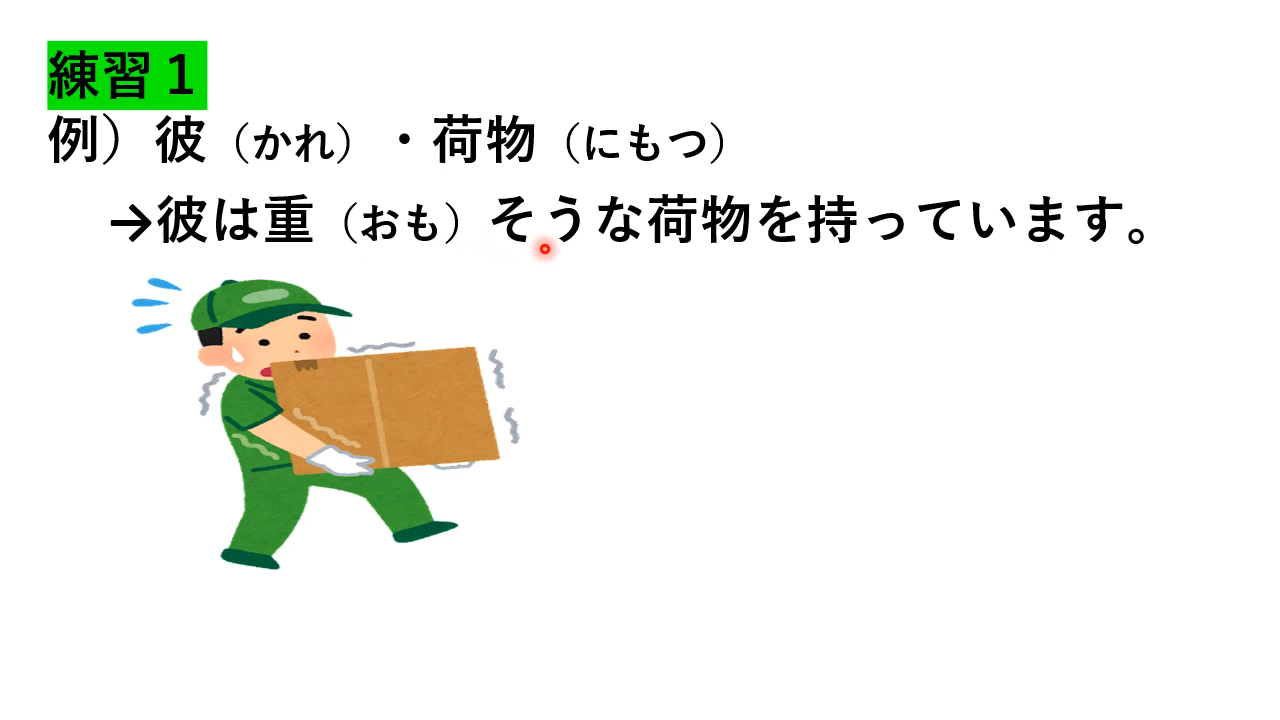 練習１
例）彼（かれ）・荷物（にもつ）
→彼は重（おも）そうな荷物を持っています。